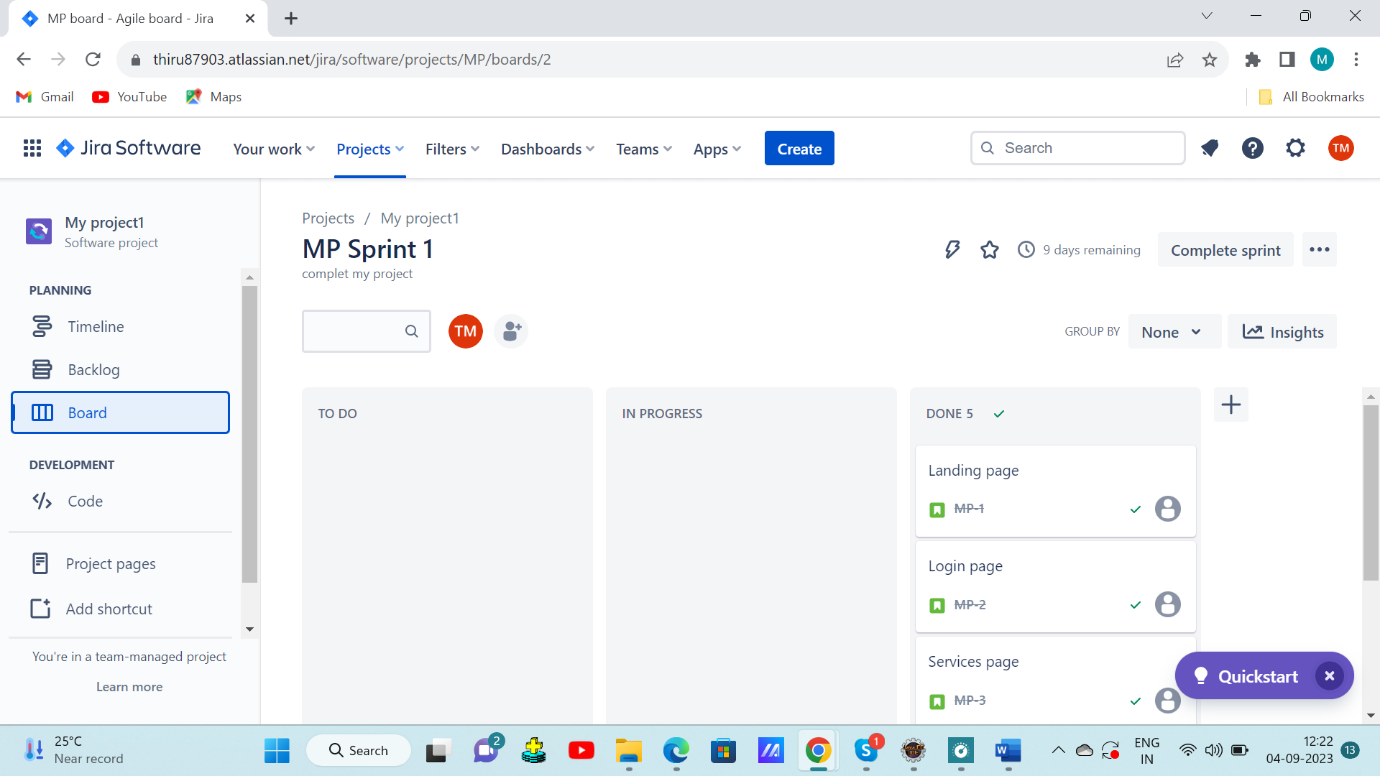 MP board - Agile board - Jira
thiru87903.atlassian.net/jira/software/projects/MP/boards/2
M
Gmail YouTube Maps All Bookmarks
Jira Software Your work Projects Filters Dashboards Teams Apps Create Search TM
My project1
Software project
PLANNING
Timeline
Backlog
Board
DEVELOPMENT
Code
Project pages
Add shortcut
You're in a team-managed project
Learn more
Projects / My project1
MP Sprint 1
complet my project
9 days remaining Complete sprint
TM GROUP BY None Insights
TO DO IN PROGRESS DONE 5
Landing page
MP-1
Login page
MP-2
Services page
MP-3
Quickstart
25°C
Near record
Search
2
1
W
ENG
IN
12:22
04-09-2023
13